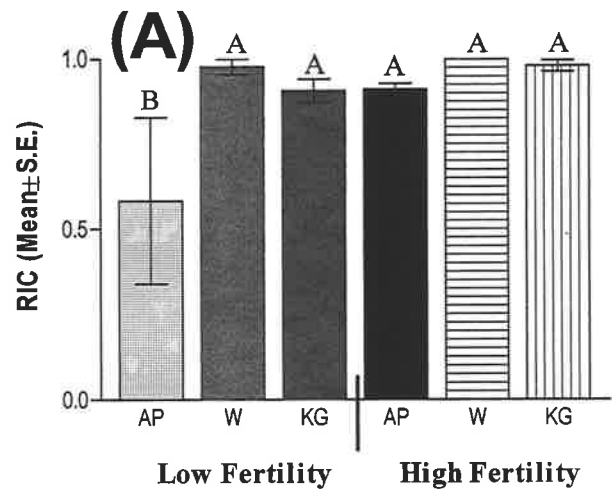 (A)
RIC (Mean±S.E.)
1.0
0.5
0.0
B
A
A
A
A
A
AP
W
KG
AP
W
KG
Low Fertility
High Fertility